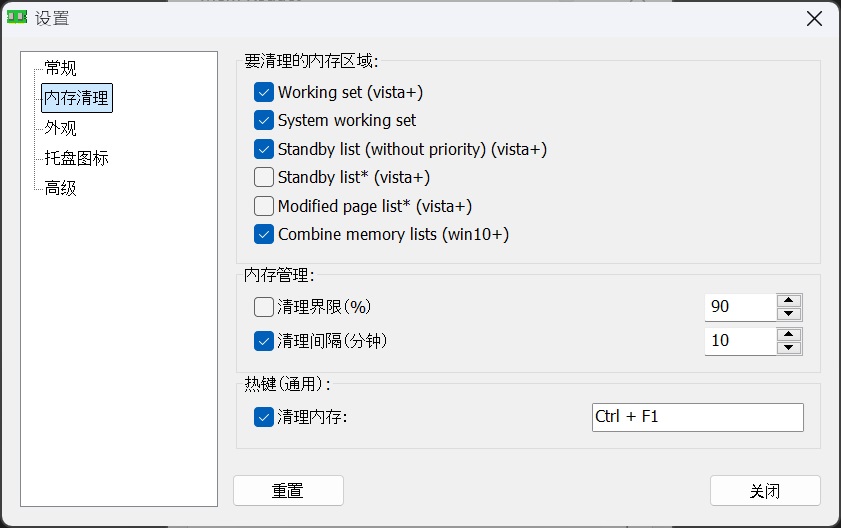 设置
常规
内存清理
外观
托盘图标
高级
要清理的内存区域:
Working set (vista+)
System working set
Standby list (without priority) (vista+)
Standby list* (vista+)
Modified page list* (vista+)
Combine memory lists (win10+)
内存管理:
清理界限(%)
90
清理间隔(分钟)
10
热键(通用):
清理内存:
Ctrl + F1
重置
关闭